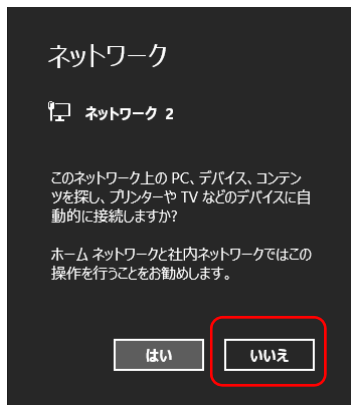 ネットワーク
ネットワーク 2
このネットワーク上の PC、デバイス、コンテン
ツを探し、プリンターや TV などのデバイスに自
動的に接続しますか?
ホーム ネットワークと社内ネットワークではこの
操作を行うことをお勧めします。
はい
いいえ